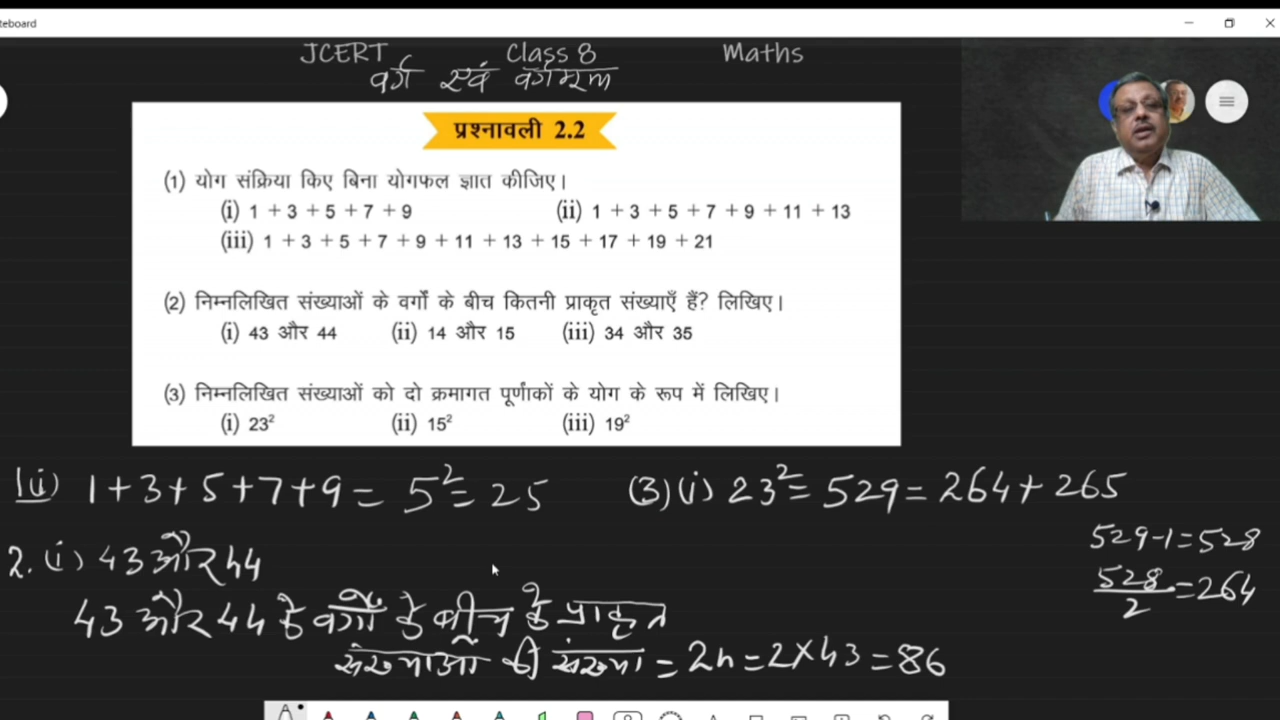 teboard
JCERT Class 8 Maths
वर्ग एवं वर्गमूल
प्रश्नावली 2.2
(1) योग संक्रिया किए बिना योगफल ज्ञात कीजिए।
(i) 1 + 3 + 5 + 7 + 9 (ii) 1 + 3 + 5 + 7 + 9 + 11 + 13
(iii) 1 + 3 + 5 + 7 + 9 + 11 + 13 + 15 + 17 + 19 + 21
(2) निम्नलिखित संख्याओं के वर्गों के बीच कितनी प्राकृत संख्याएँ हैं? लिखिए।
(i) 43 और 44 (ii) 14 और 15 (iii) 34 और 35
(3) निम्नलिखित संख्याओं को दो क्रमागत पूर्णांकों के योग के रूप में लिखिए।
(i) 23² (ii) 15² (iii) 19²
1(i) 1+3+5+7+9 = 5² = 25
(3)(i) 23² = 529 = 264 + 265
529-1 = 528
528/2 = 264
2. (i) 43 और 44
43 और 44 के वर्गों के बीच के प्राकृत
संख्याओं की संख्या = 2n = 2×43 = 86